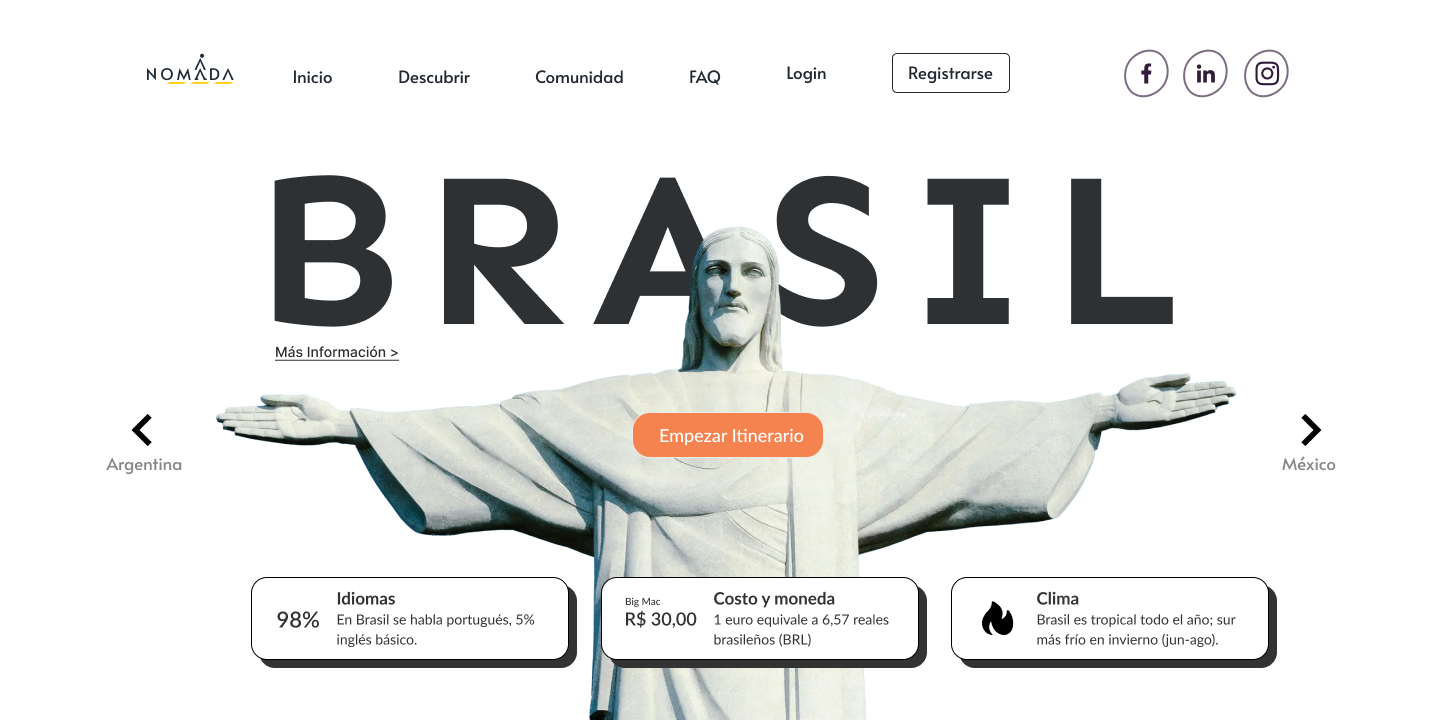 NOMADA
Inicio
Descubrir
Comunidad
FAQ
Login
Registrarse
BRASIL
Más Información >
Empezar Itinerario
Argentina
México
98%
Idiomas
En Brasil se habla portugués, 5%
inglés básico.
Big Mac
R$ 30,00
Costo y moneda
1 euro equivale a 6,57 reales
brasileños (BRL)
Clima
Brasil es tropical todo el año; sur
más frío en invierno (jun-ago).